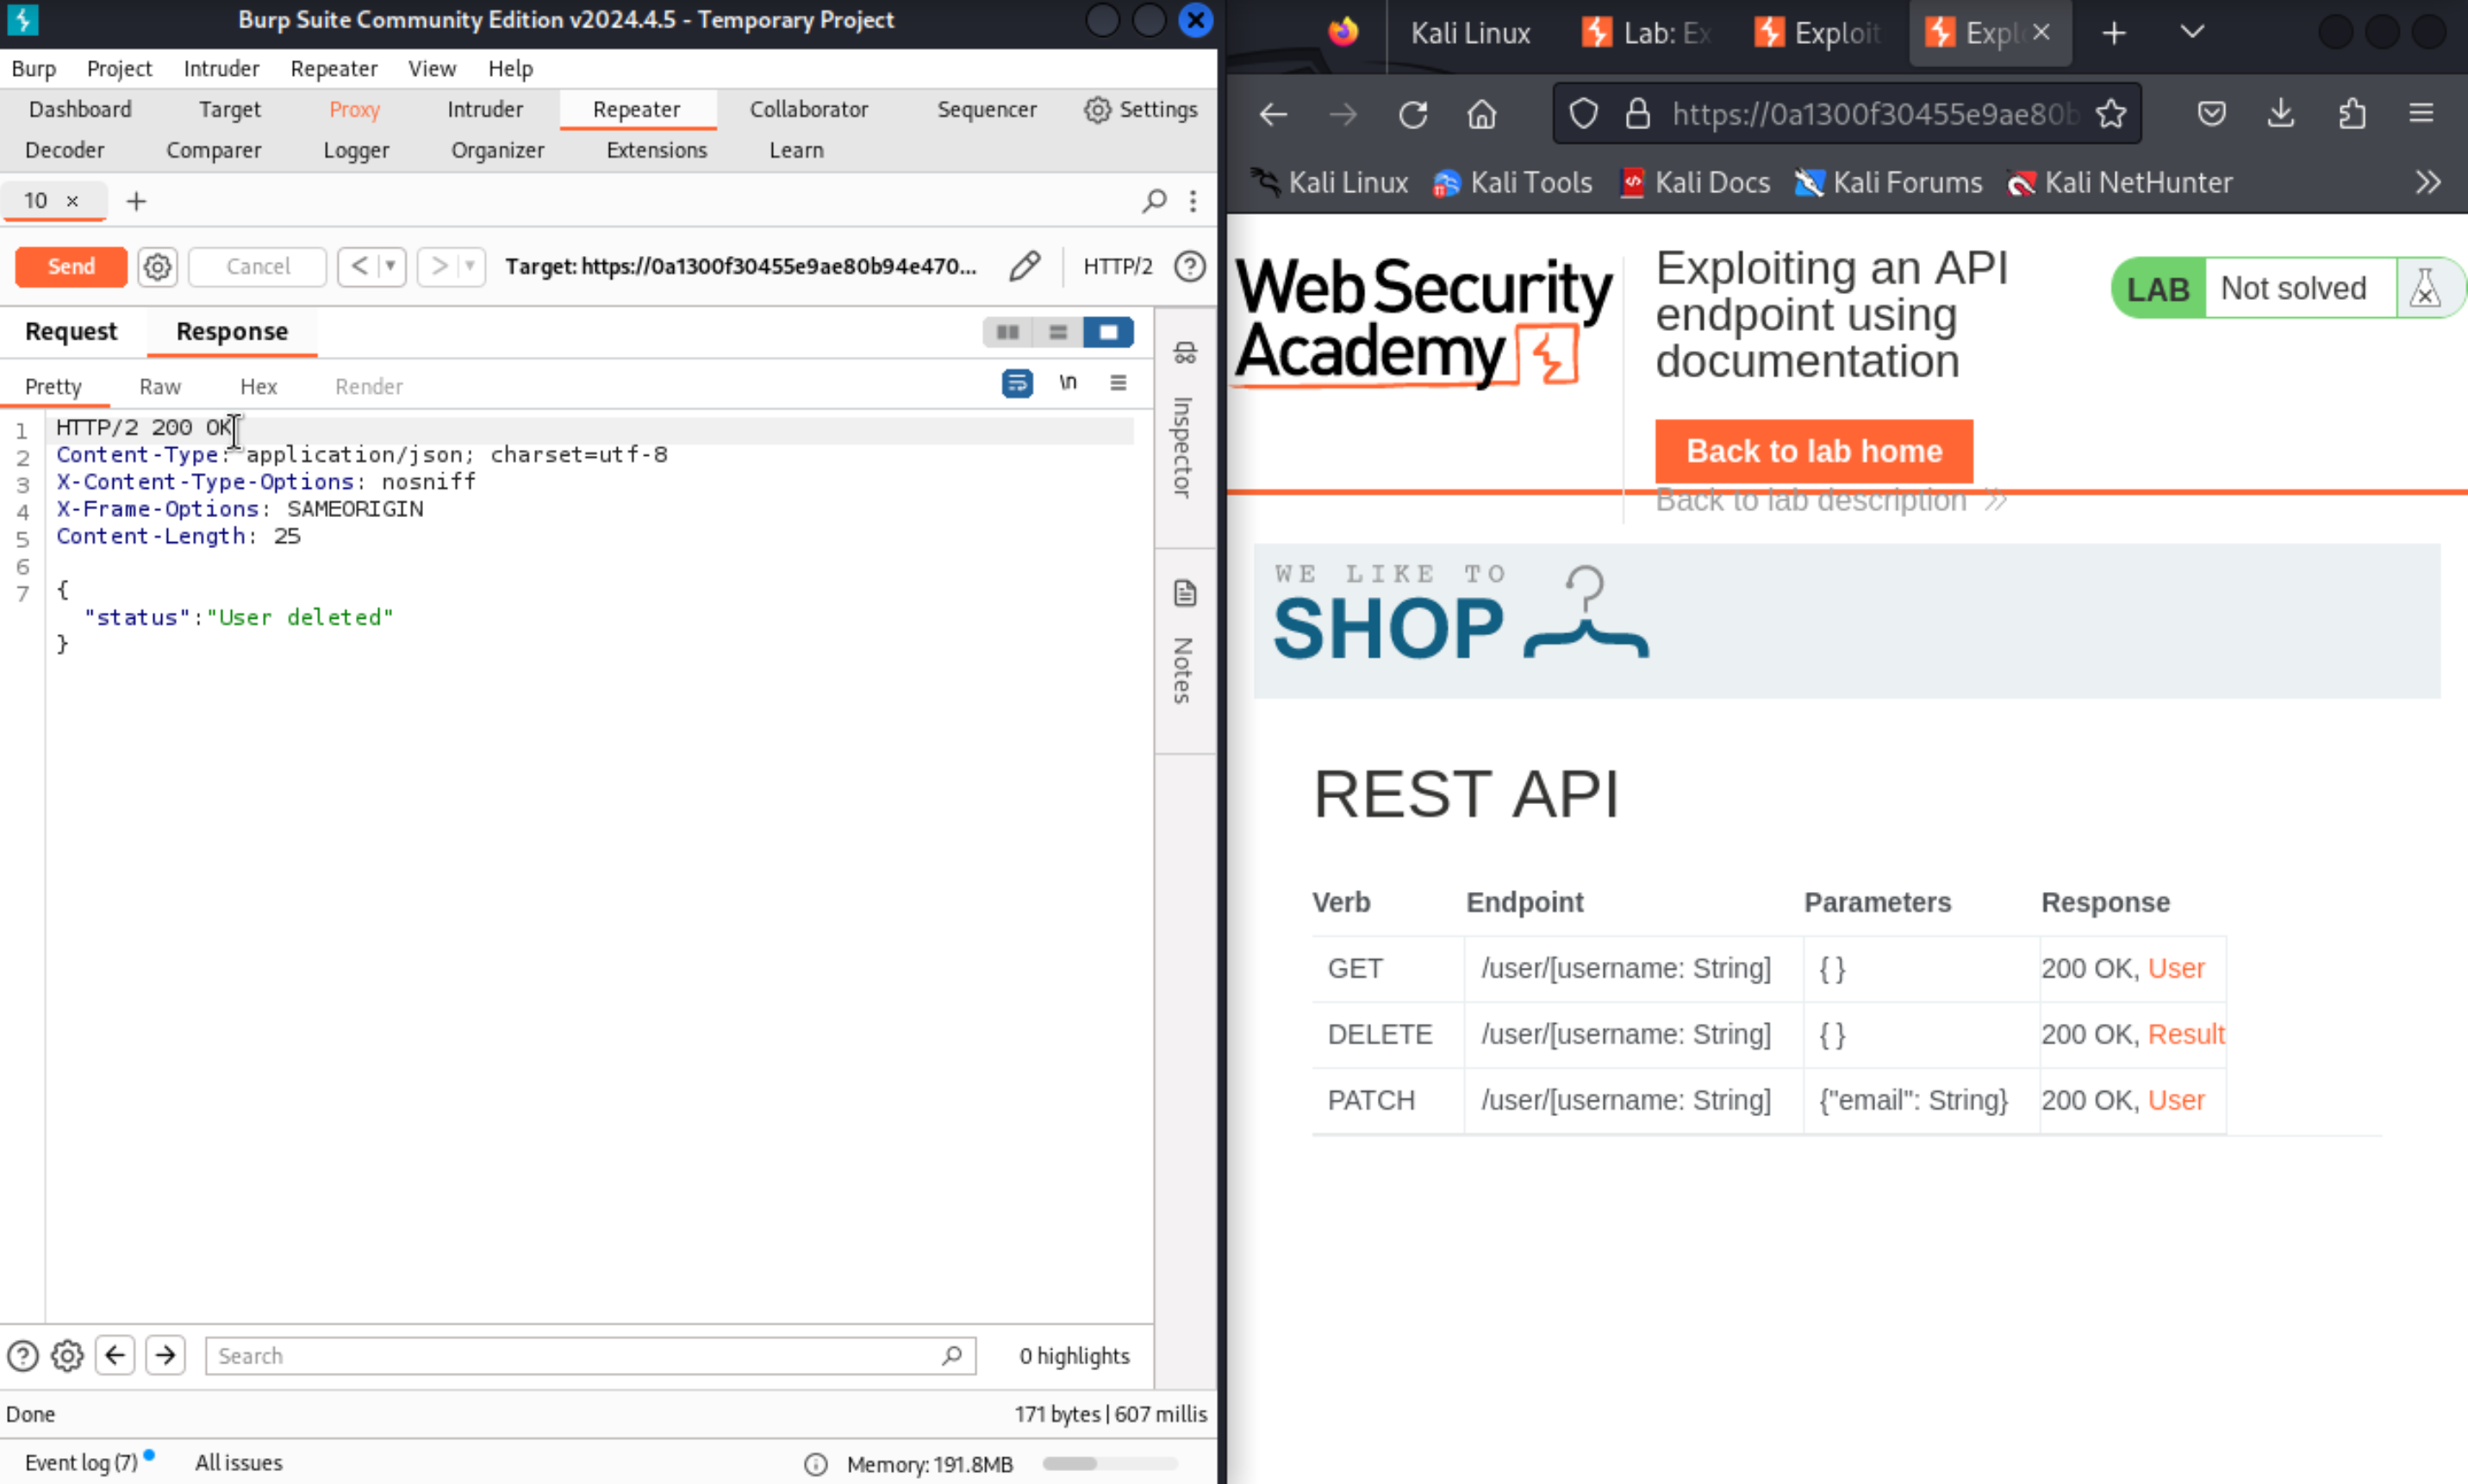 Burp Suite Community Edition v2024.4.5 - Temporary Project
Burp Project Intruder Repeater View Help
Dashboard Target Proxy Intruder Repeater Collaborator Sequencer Settings
Decoder Comparer Logger Organizer Extensions Learn
10 × +
Send Cancel < > Target: https://0a1300f30455e9ae80b94e470... HTTP/2 ?
Request Response
Pretty Raw Hex Render \n
1 HTTP/2 200 OK
2 Content-Type: application/json; charset=utf-8
3 X-Content-Type-Options: nosniff
4 X-Frame-Options: SAMEORIGIN
5 Content-Length: 25
6
7 {
"status":"User deleted"
}
Inspector
Notes
Search 0 highlights
Done 171 bytes | 607 millis
Event log (7) All issues Memory: 191.8MB
Kali Linux Lab: Ex Exploit Expl
https://0a1300f30455e9ae80b
Kali Linux Kali Tools Kali Docs Kali Forums Kali NetHunter
Web Security
Academy
Exploiting an API
endpoint using
documentation
LAB Not solved
Back to lab home
Back to lab description
WE LIKE TO
SHOP
REST API
Verb Endpoint Parameters Response
GET /user/[username: String] { } 200 OK, User
DELETE /user/[username: String] { } 200 OK, Result
PATCH /user/[username: String] {"email": String} 200 OK, User